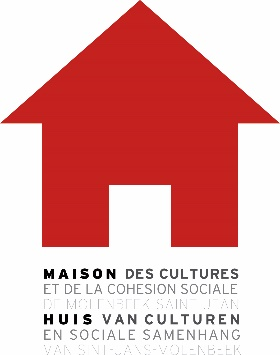 MAISON DES CULTURES
ET DE LA COHESION SOCIALE
DE MOLENBEEK-SAINT-JEAN
HUIS VAN CULTUREN
EN SOCIALE SAMENHANG
VAN SINT-JANS-MOLENBEEK